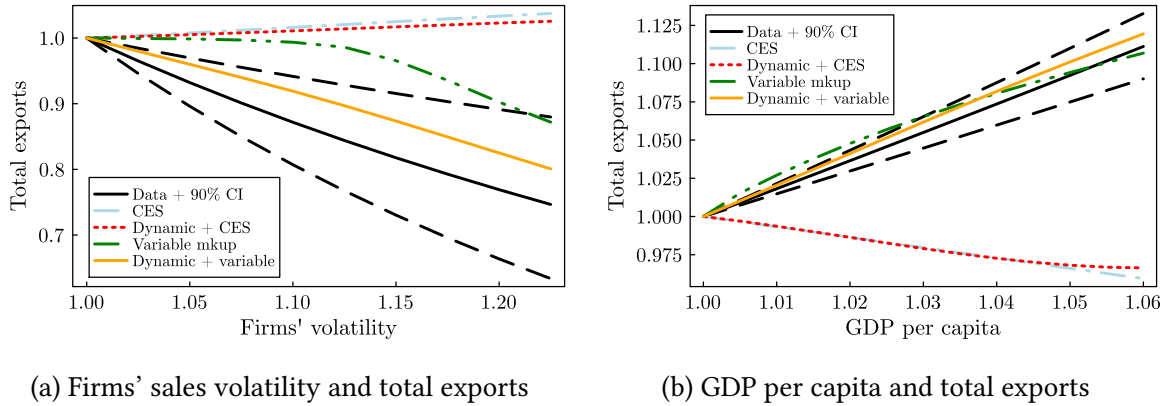 1.0
0.9
0.8
0.7
Total exports
Data + 90% CI
CES
Dynamic + CES
Variable mkup
Dynamic + variable
1.00 1.05 1.10 1.15 1.20
Firms' volatility
(a) Firms' sales volatility and total exports
1.125
1.100
1.075
1.050
1.025
1.000
0.975
Total exports
Data + 90% CI
CES
Dynamic + CES
Variable mkup
Dynamic + variable
1.00 1.01 1.02 1.03 1.04 1.05 1.06
GDP per capita
(b) GDP per capita and total exports